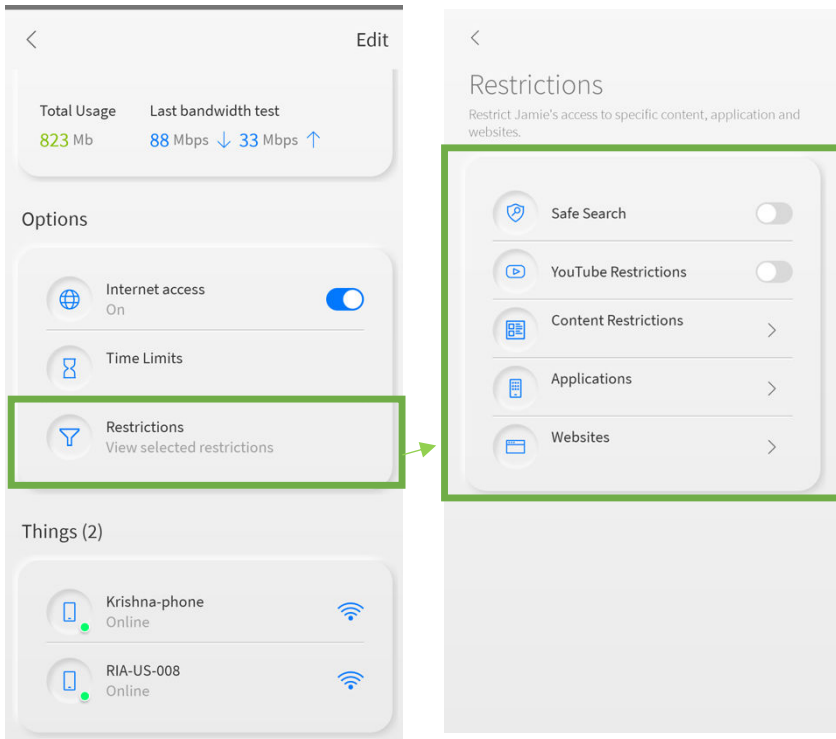 Edit
Total Usage
Last bandwidth test
823 Mb
88 Mbps ↓ 33 Mbps ↑
Options
Internet access
On
Time Limits
Restrictions
View selected restrictions
Things (2)
Krishna-phone
Online
RIA-US-008
Online
Restrictions
Restrict Jamie's access to specific content, application and
websites.
Safe Search
YouTube Restrictions
Content Restrictions
Applications
Websites